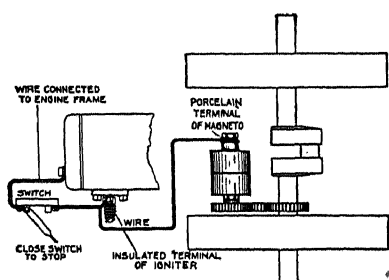 WIRE CONNECTED
TO ENGINE FRAME
PORCELAIN
TERMINAL
OF MAGNETO
SWITCH
WIRE
CLOSE SWITCH
TO STOP
INSULATED TERMINAL
OF IGNITER